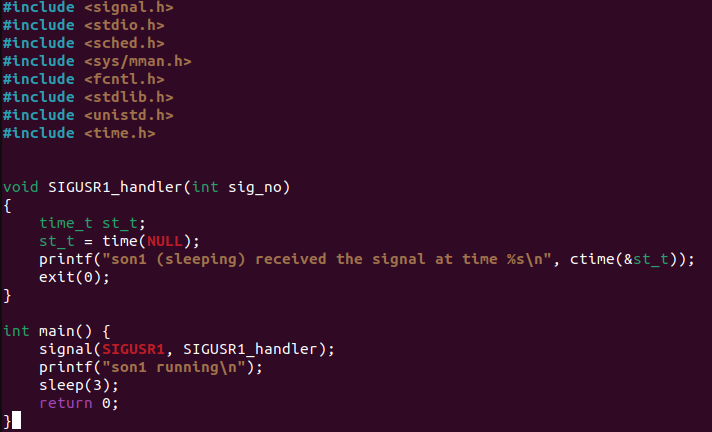 #include <signal.h>
#include <stdio.h>
#include <sched.h>
#include <sys/mman.h>
#include <fcntl.h>
#include <stdlib.h>
#include <unistd.h>
#include <time.h>
void SIGUSR1_handler(int sig_no)
{
    time_t st_t;
    st_t = time(NULL);
    printf("son1 (sleeping) received the signal at time %s\n", ctime(&st_t));
    exit(0);
}
int main() {
    signal(SIGUSR1, SIGUSR1_handler);
    printf("son1 running\n");
    sleep(3);
    return 0;
}